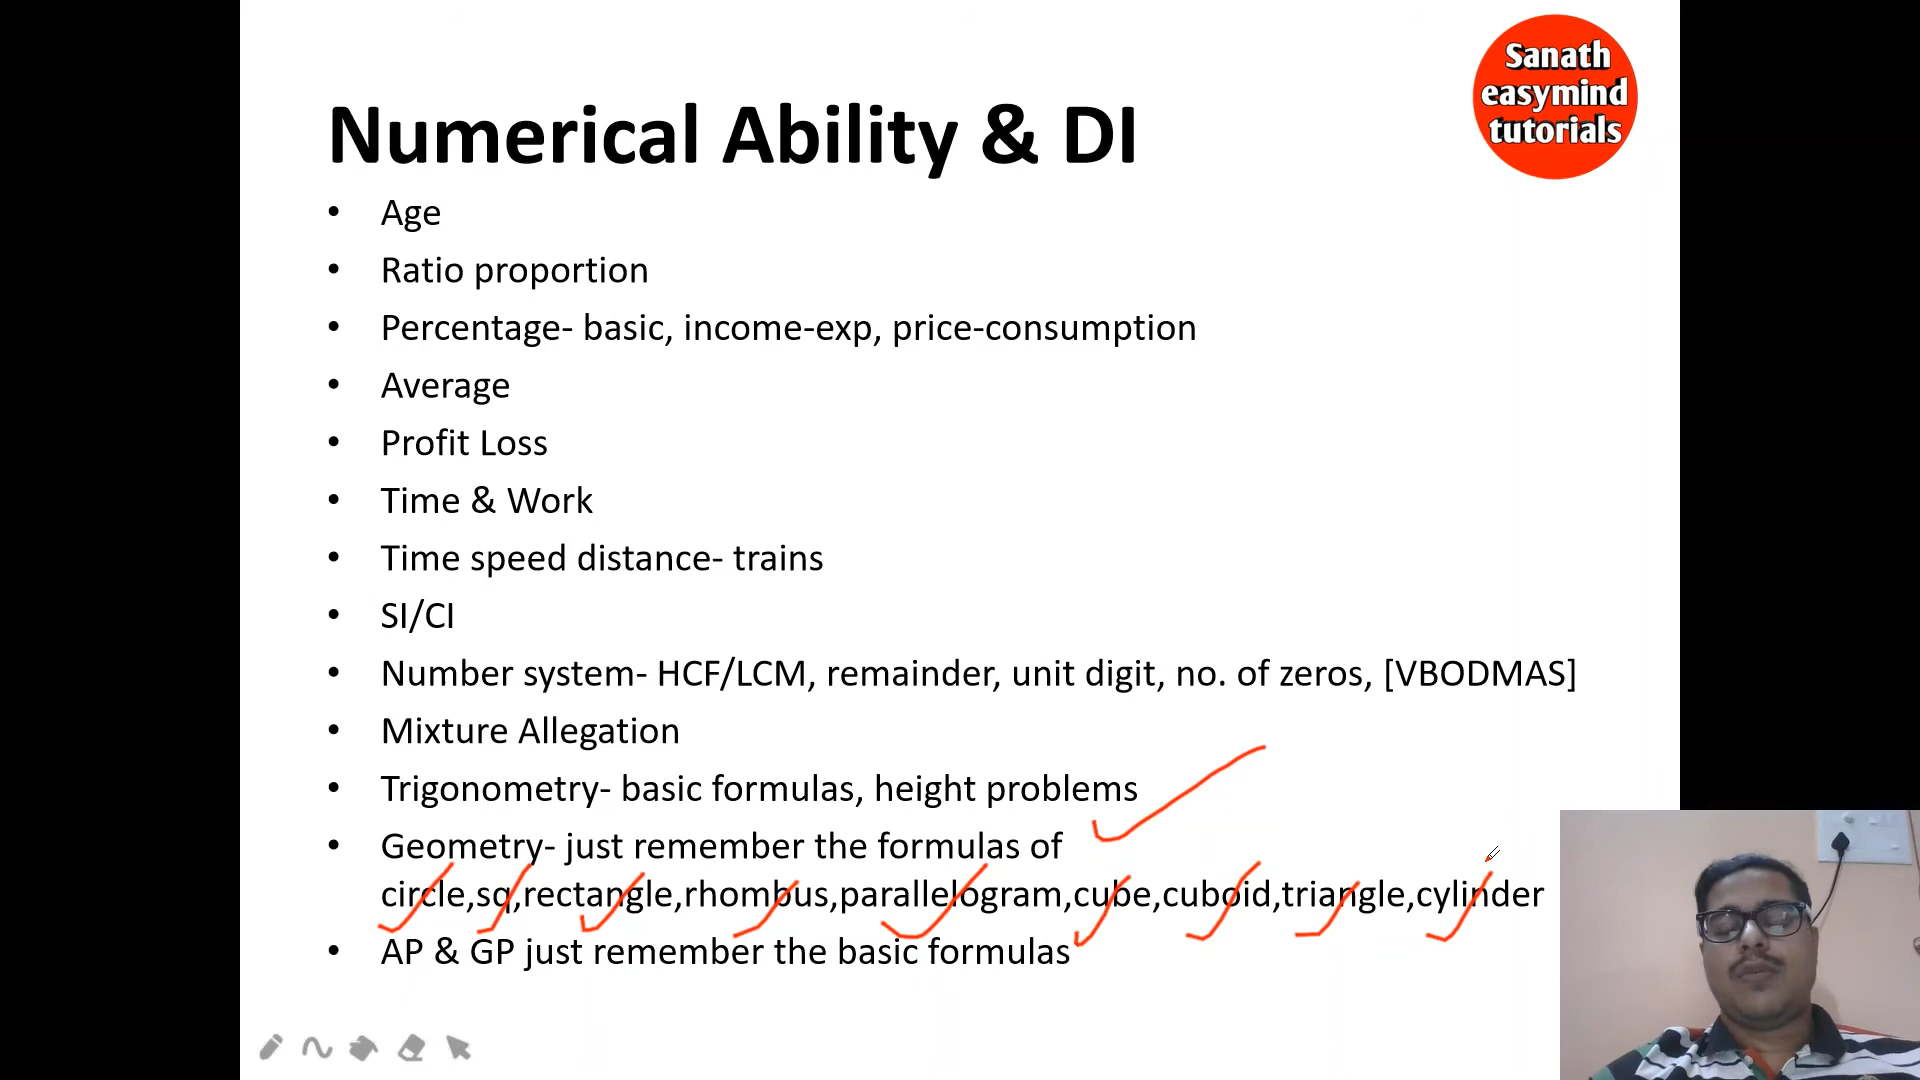 Sanath
easymind
tutorials
Numerical Ability & DI
• Age
• Ratio proportion
• Percentage- basic, income-exp, price-consumption
• Average
• Profit Loss
• Time & Work
• Time speed distance- trains
• SI/CI
• Number system- HCF/LCM, remainder, unit digit, no. of zeros, [VBODMAS]
• Mixture Allegation
• Trigonometry- basic formulas, height problems
• Geometry- just remember the formulas of
circle,sq,rectangle,rhombus,parallelogram,cube,cuboid,triangle,cylinder
• AP & GP just remember the basic formulas